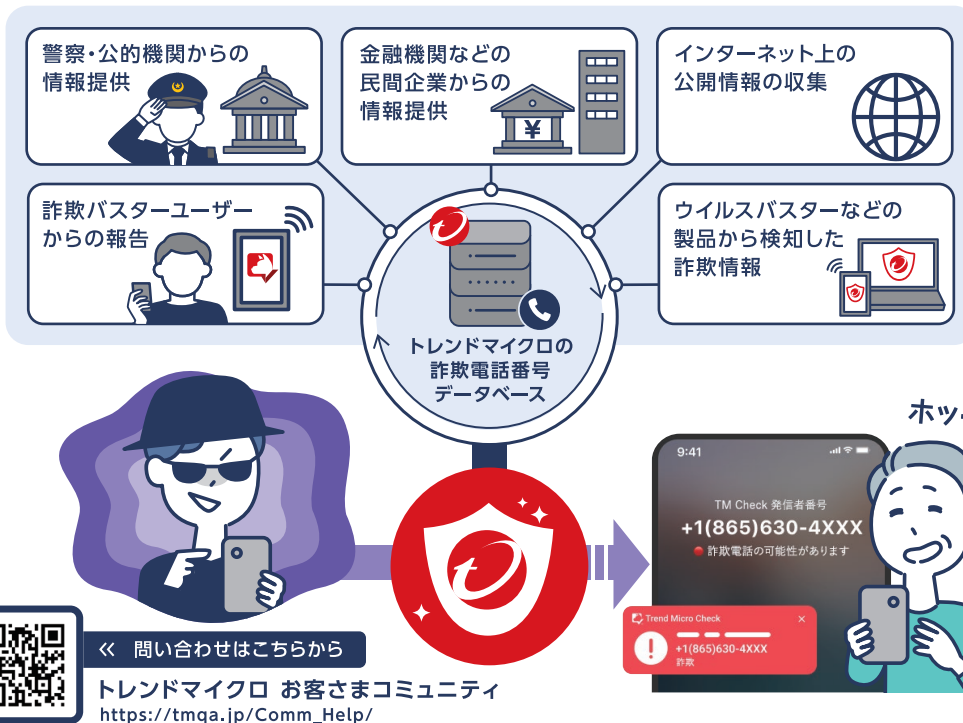 警察・公的機関からの
情報提供
金融機関などの
民間企業からの
情報提供
¥
インターネット上の
公開情報の収集
詐欺バスターユーザー
からの報告
ウイルスバスターなどの
製品から検知した
詐欺情報
トレンドマイクロの
詐欺電話番号
データベース
ホッ
9:41
TM Check 発信者番号
+1(865)630-4XXX
詐欺電話の可能性があります
Trend Micro Check
×
!
+1(865)630-4XXX
詐欺
« 問い合わせはこちらから
トレンドマイクロ お客さまコミュニティ
https://tmqa.jp/Comm_Help/